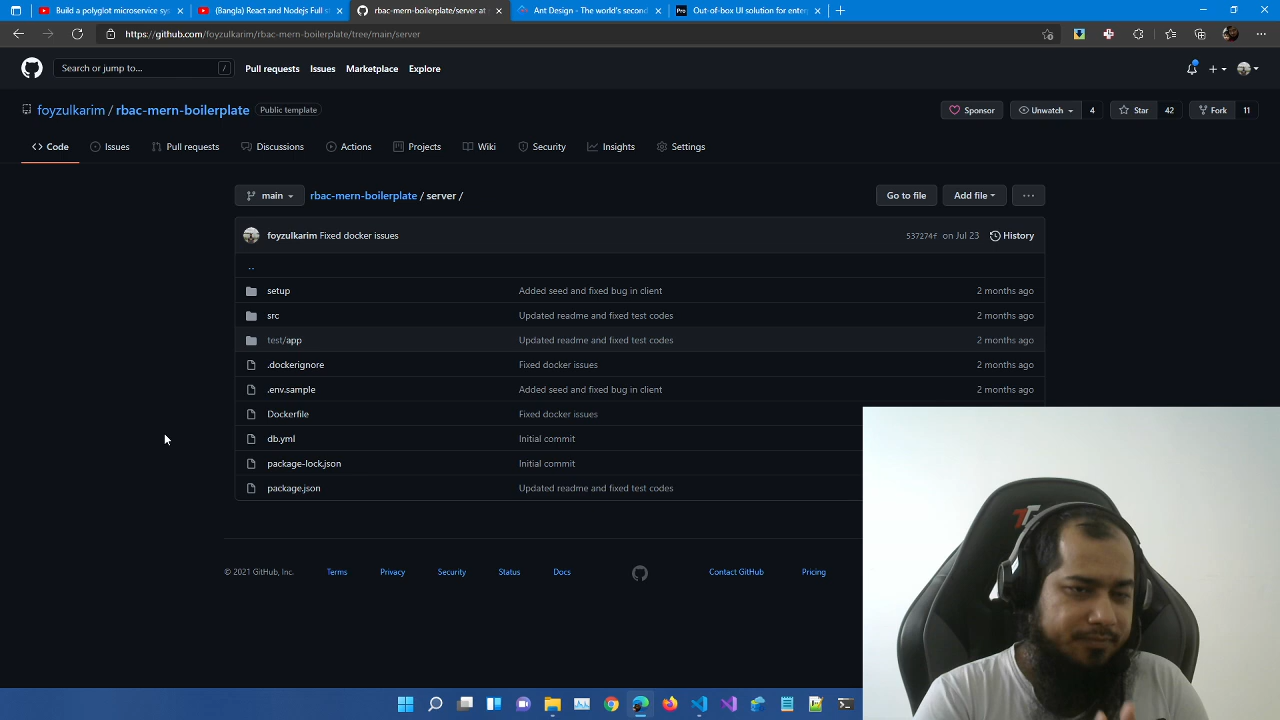 Build a polyglot microservice sys
(Bangla) React and Nodejs Full st
rbac-mern-boilerplate/server at
Ant Design - The world's second
Pro Out-of-box UI solution for enter
https://github.com/foyzulkarim/rbac-mern-boilerplate/tree/main/server
Search or jump to... /
Pull requests Issues Marketplace Explore
foyzulkarim / rbac-mern-boilerplate Public template
Sponsor Unwatch 4 Star 42 Fork 11
Code Issues Pull requests Discussions Actions Projects Wiki Security Insights Settings
main rbac-mern-boilerplate / server /
Go to file Add file ...
foyzulkarim Fixed docker issues 537274f on Jul 23 History
..
setup Added seed and fixed bug in client 2 months ago
src Updated readme and fixed test codes 2 months ago
test/app Updated readme and fixed test codes 2 months ago
.dockerignore Fixed docker issues 2 months ago
.env.sample Added seed and fixed bug in client 2 months ago
Dockerfile Fixed docker issues
db.yml Initial commit
package-lock.json Initial commit
package.json Updated readme and fixed test codes
© 2021 GitHub, Inc. Terms Privacy Security Status Docs Contact GitHub Pricing